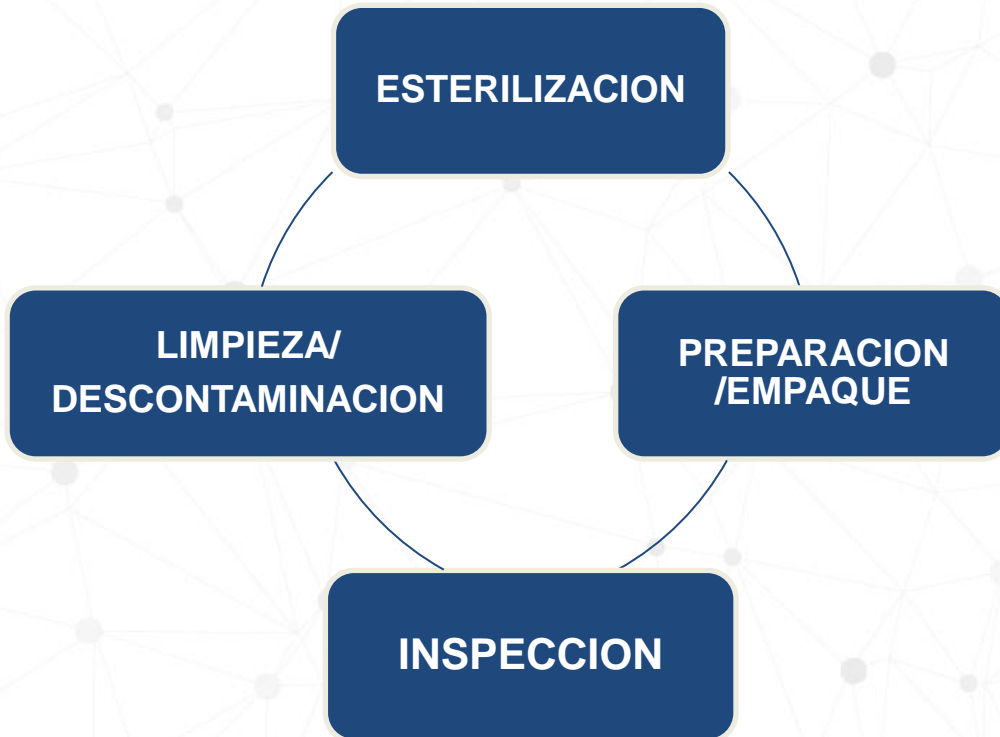 ESTERILIZACION
LIMPIEZA/
DESCONTAMINACION
PREPARACION
/EMPAQUE
INSPECCION